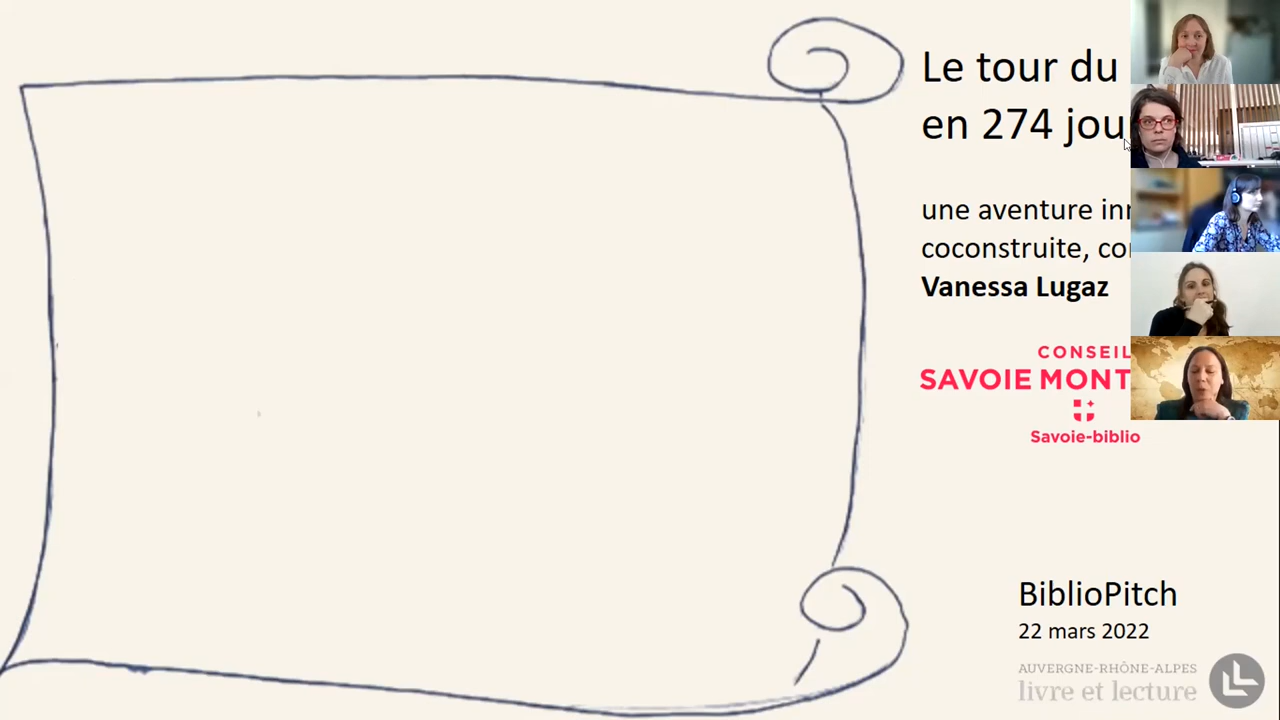 Le tour du
en 274 jou
une aventure in
coconstruite, co
Vanessa Lugaz
CONSEIL
SAVOIE MONT
Savoie-biblio
BiblioPitch
22 mars 2022
AUVERGNE-RHÔNE-ALPES
livre et lecture